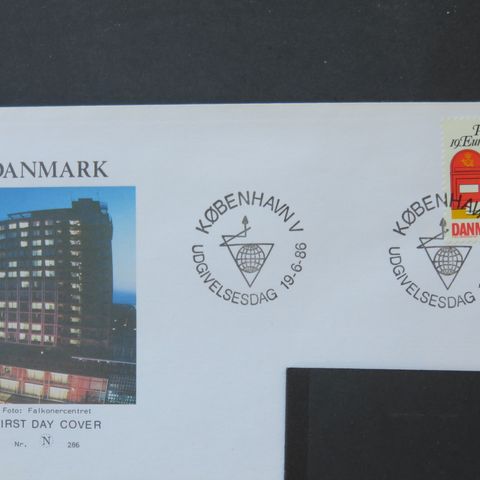 DANMARK
Foto: Falkonercentret
FIRST DAY COVER
Nr. N 286
KØBENHAVN V
UDGIVELSESDAG 19-6-86
KØBENHAVN
UDGIVELSESDAG
DANM